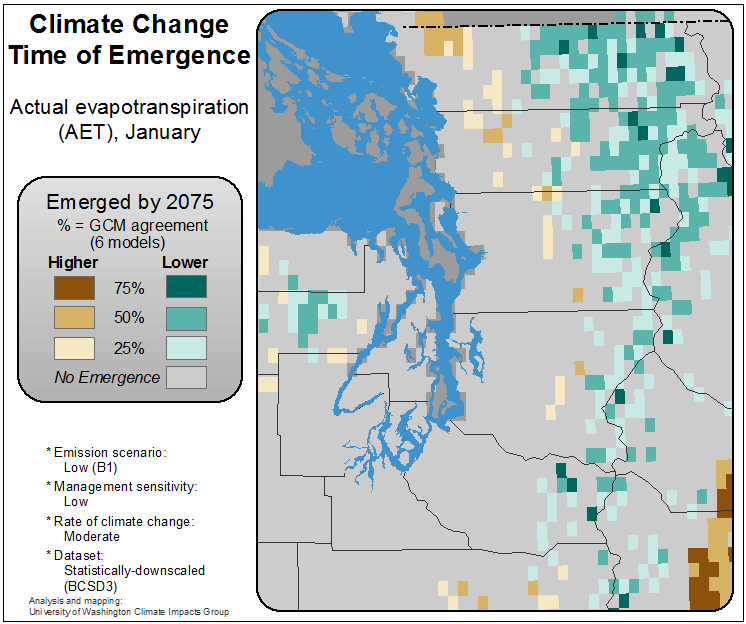 Climate Change
Time of Emergence
Actual evapotranspiration
(AET), January
Emerged by 2075
% = GCM agreement
(6 models)
Higher Lower
75%
50%
25%
No Emergence
* Emission scenario:
Low (B1)
* Management sensitivity:
Low
* Rate of climate change:
Moderate
* Dataset:
Statistically-downscaled
(BCSD3)
Analysis and mapping:
University of Washington Climate Impacts Group